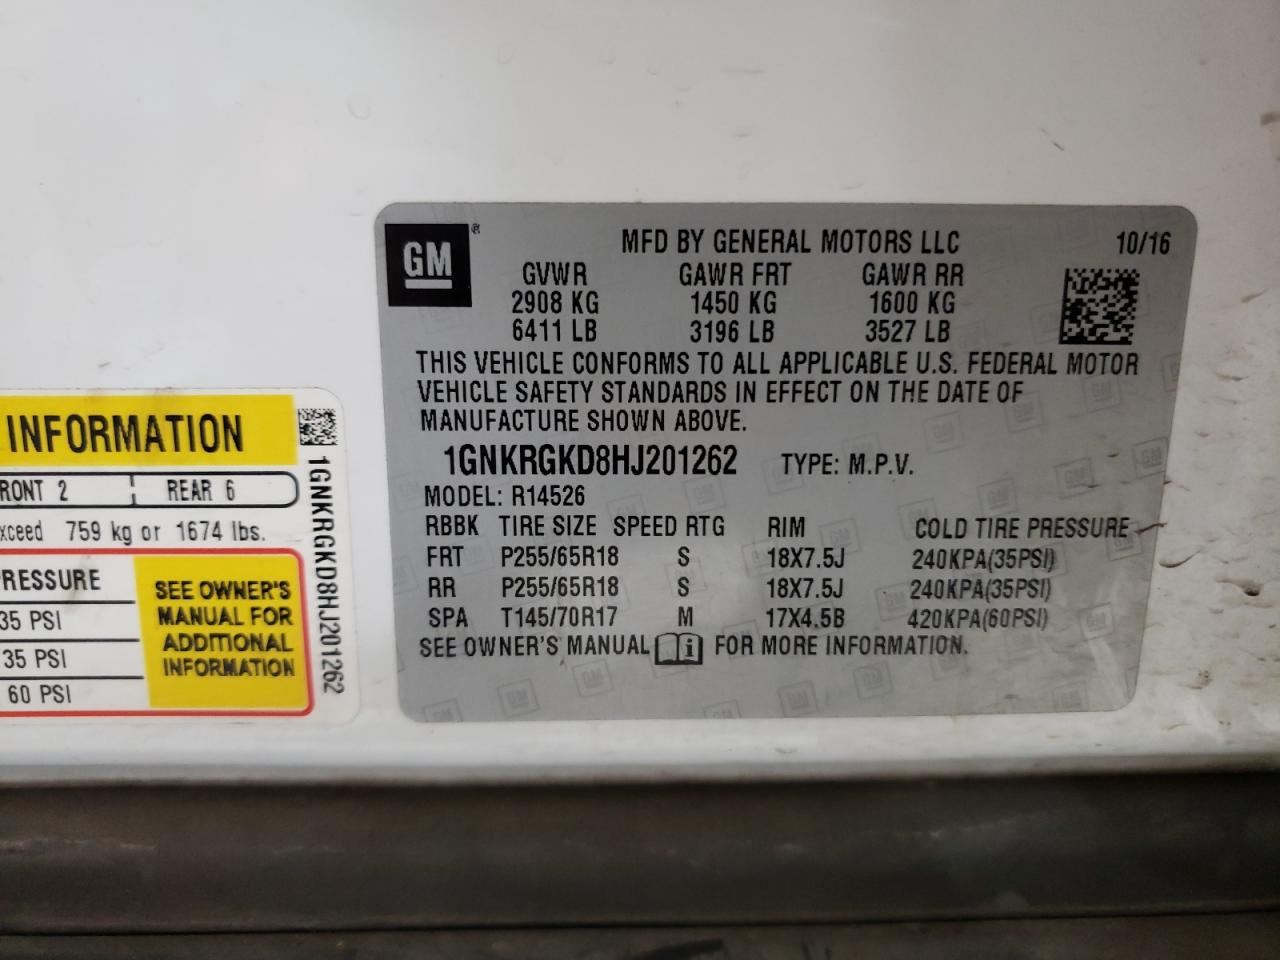 GM ®
MFD BY GENERAL MOTORS LLC 10/16
GVWR GAWR FRT GAWR RR
2908 KG 1450 KG 1600 KG
6411 LB 3196 LB 3527 LB
THIS VEHICLE CONFORMS TO ALL APPLICABLE U.S. FEDERAL MOTOR
VEHICLE SAFETY STANDARDS IN EFFECT ON THE DATE OF
MANUFACTURE SHOWN ABOVE.
1GNKRGKD8HJ201262 TYPE: M.P.V.
MODEL: R14526
RBBK TIRE SIZE SPEED RTG RIM COLD TIRE PRESSURE
FRT P255/65R18 S 18X7.5J 240KPA(35PSI)
RR P255/65R18 S 18X7.5J 240KPA(35PSI)
SPA T145/70R17 M 17X4.5B 420KPA(60PSI)
SEE OWNER'S MANUAL FOR MORE INFORMATION.
INFORMATION
RONT 2 REAR 6
xceed 759 kg or 1674 lbs.
RESSURE
35 PSI
35 PSI
60 PSI
SEE OWNER'S
MANUAL FOR
ADDITIONAL
INFORMATION
1GNKRGKD8HJ201262